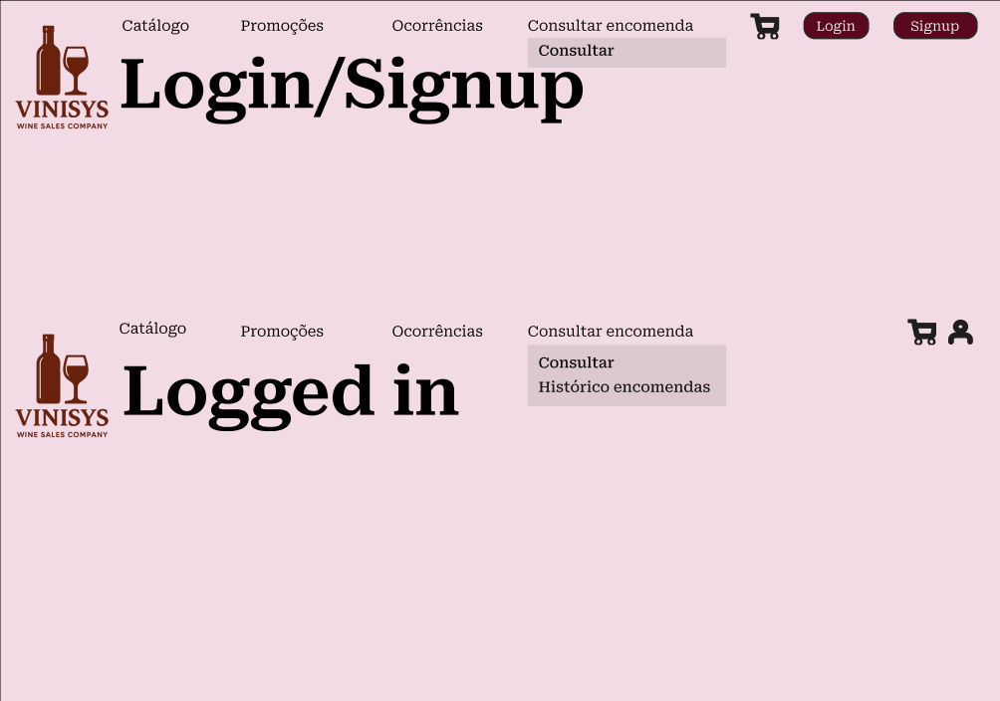 Catálogo Promoções Ocorrências Consultar encomenda Login Signup
Consultar
Login/Signup
VINISYS
WINE SALES COMPANY
Catálogo Promoções Ocorrências Consultar encomenda
Consultar
Histórico encomendas
Logged in
VINISYS
WINE SALES COMPANY